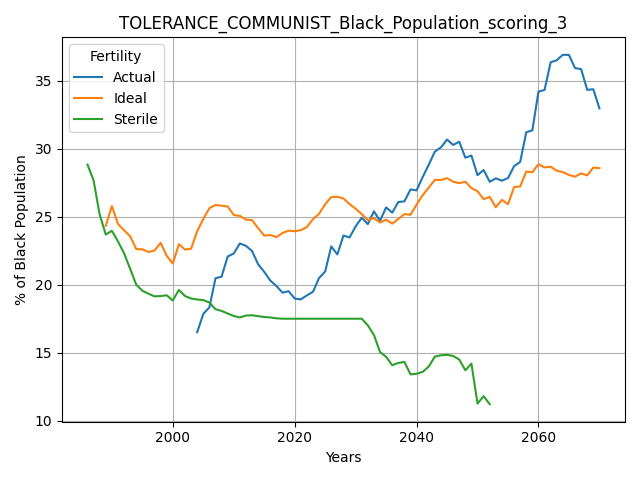 TOLERANCE_COMMUNIST_Black_Population_scoring_3
Fertility
Actual
Ideal
Sterile
% of Black Population
35
30
25
20
15
10
2000 2020 2040 2060
Years